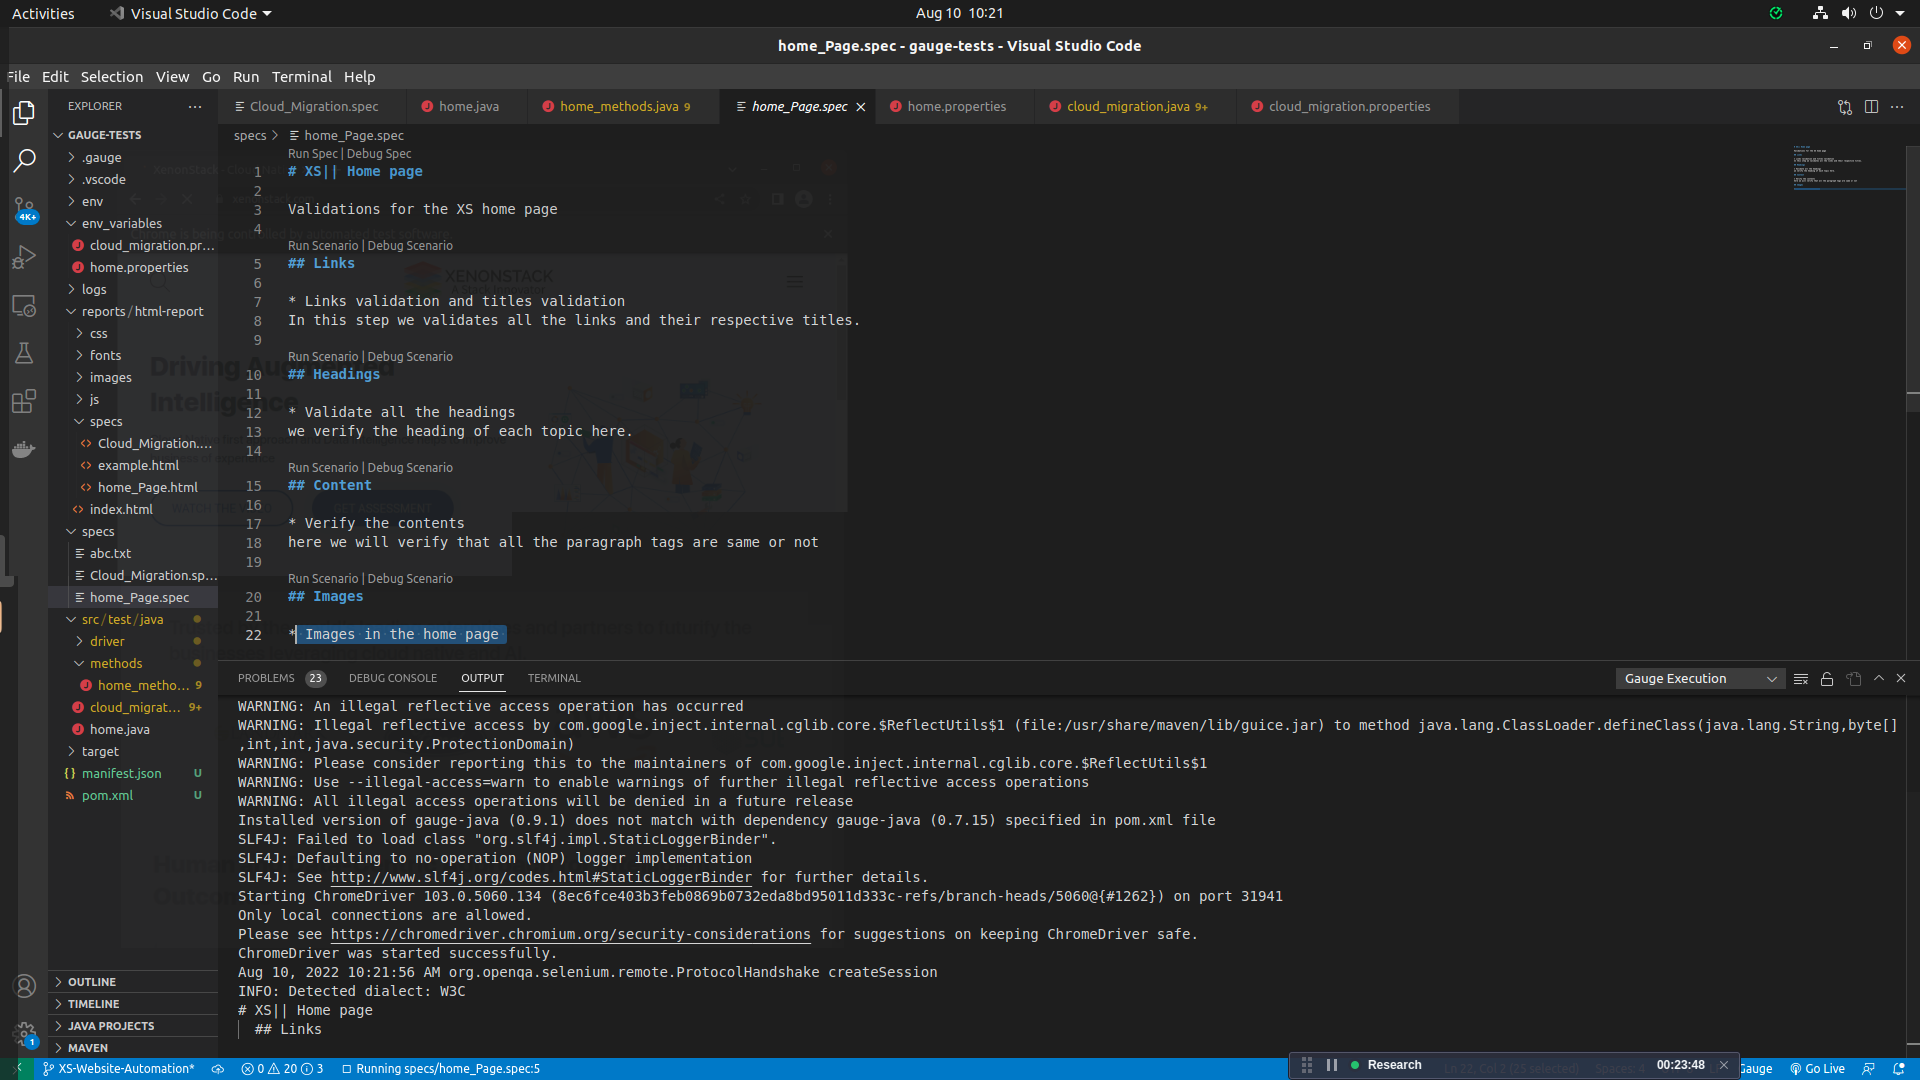 Activities
Visual Studio Code
Aug 10 10:21
home_Page.spec - gauge-tests - Visual Studio Code
File Edit Selection View Go Run Terminal Help
EXPLORER
Cloud_Migration.spec
home.java
home_methods.java 9
home_Page.spec
home.properties
cloud_migration.java 9+
cloud_migration.properties
GAUGE-TESTS
.gauge
.vscode
env
env_variables
cloud_migration.pr...
home.properties
logs
reports/html-report
css
fonts
images
js
specs
Cloud_Migration....
example.html
home_Page.html
index.html
specs
abc.txt
Cloud_Migration.sp...
home_Page.spec
src/test/java
driver
methods
home_metho... 9
cloud_migrat... 9+
home.java
target
manifest.json U
pom.xml U
OUTLINE
TIMELINE
JAVA PROJECTS
MAVEN
4K+
1
specs > home_Page.spec
Run Spec | Debug Spec
1 # XS|| Home page
2
3 Validations for the XS home page
4
Run Scenario | Debug Scenario
5 ## Links
6
7 * Links validation and titles validation
8 In this step we validates all the links and their respective titles.
9
Run Scenario | Debug Scenario
10 ## Headings
11
12 * Validate all the headings
13 we verify the heading of each topic here.
14
Run Scenario | Debug Scenario
15 ## Content
16
17 * Verify the contents
18 here we will verify that all the paragraph tags are same or not
19
Run Scenario | Debug Scenario
20 ## Images
21
22 * Images in the home page
XENONSTACK
A Stack Innovator
Driving Augmented
Intelligence
PROBLEMS 23 DEBUG CONSOLE OUTPUT TERMINAL
Gauge Execution
WARNING: An illegal reflective access operation has occurred
WARNING: Illegal reflective access by com.google.inject.internal.cglib.core.$ReflectUtils$1 (file:/usr/share/maven/lib/guice.jar) to method java.lang.ClassLoader.defineClass(java.lang.String,byte[]
,int,int,java.security.ProtectionDomain)
WARNING: Please consider reporting this to the maintainers of com.google.inject.internal.cglib.core.$ReflectUtils$1
WARNING: Use --illegal-access=warn to enable warnings of further illegal reflective access operations
WARNING: All illegal access operations will be denied in a future release
Installed version of gauge-java (0.9.1) does not match with dependency gauge-java (0.7.15) specified in pom.xml file
SLF4J: Failed to load class "org.slf4j.impl.StaticLoggerBinder".
SLF4J: Defaulting to no-operation (NOP) logger implementation
SLF4J: See http://www.slf4j.org/codes.html#StaticLoggerBinder for further details.
Starting ChromeDriver 103.0.5060.134 (8ec6fce403b3feb0869b0732eda8bd95011d333c-refs/branch-heads/5060@{#1262}) on port 31941
Only local connections are allowed.
Please see https://chromedriver.chromium.org/security-considerations for suggestions on keeping ChromeDriver safe.
ChromeDriver was started successfully.
Aug 10, 2022 10:21:56 AM org.openqa.selenium.remote.ProtocolHandshake createSession
INFO: Detected dialect: W3C
# XS|| Home page
## Links
XS-Website-Automation*
0 20 3
Running specs/home_Page.spec:5
Research 00:23:48
Gauge
Go Live